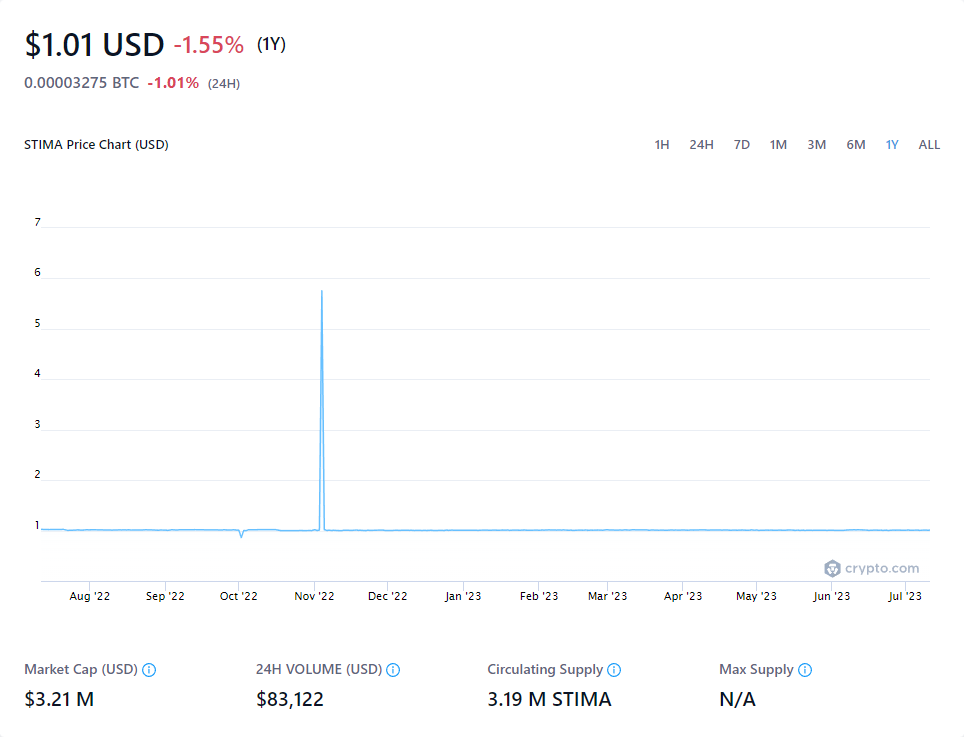 $1.01 USD -1.55% (1Y)
0.00003275 BTC -1.01% (24H)
STIMA Price Chart (USD) 1H 24H 7D 1M 3M 6M 1Y ALL
7
6
5
4
3
2
1
crypto.com
Aug '22 Sep '22 Oct '22 Nov '22 Dec '22 Jan '23 Feb '23 Mar '23 Apr '23 May '23 Jun '23 Jul '23
Market Cap (USD) 24H VOLUME (USD) Circulating Supply Max Supply
$3.21 M $83,122 3.19 M STIMA N/A